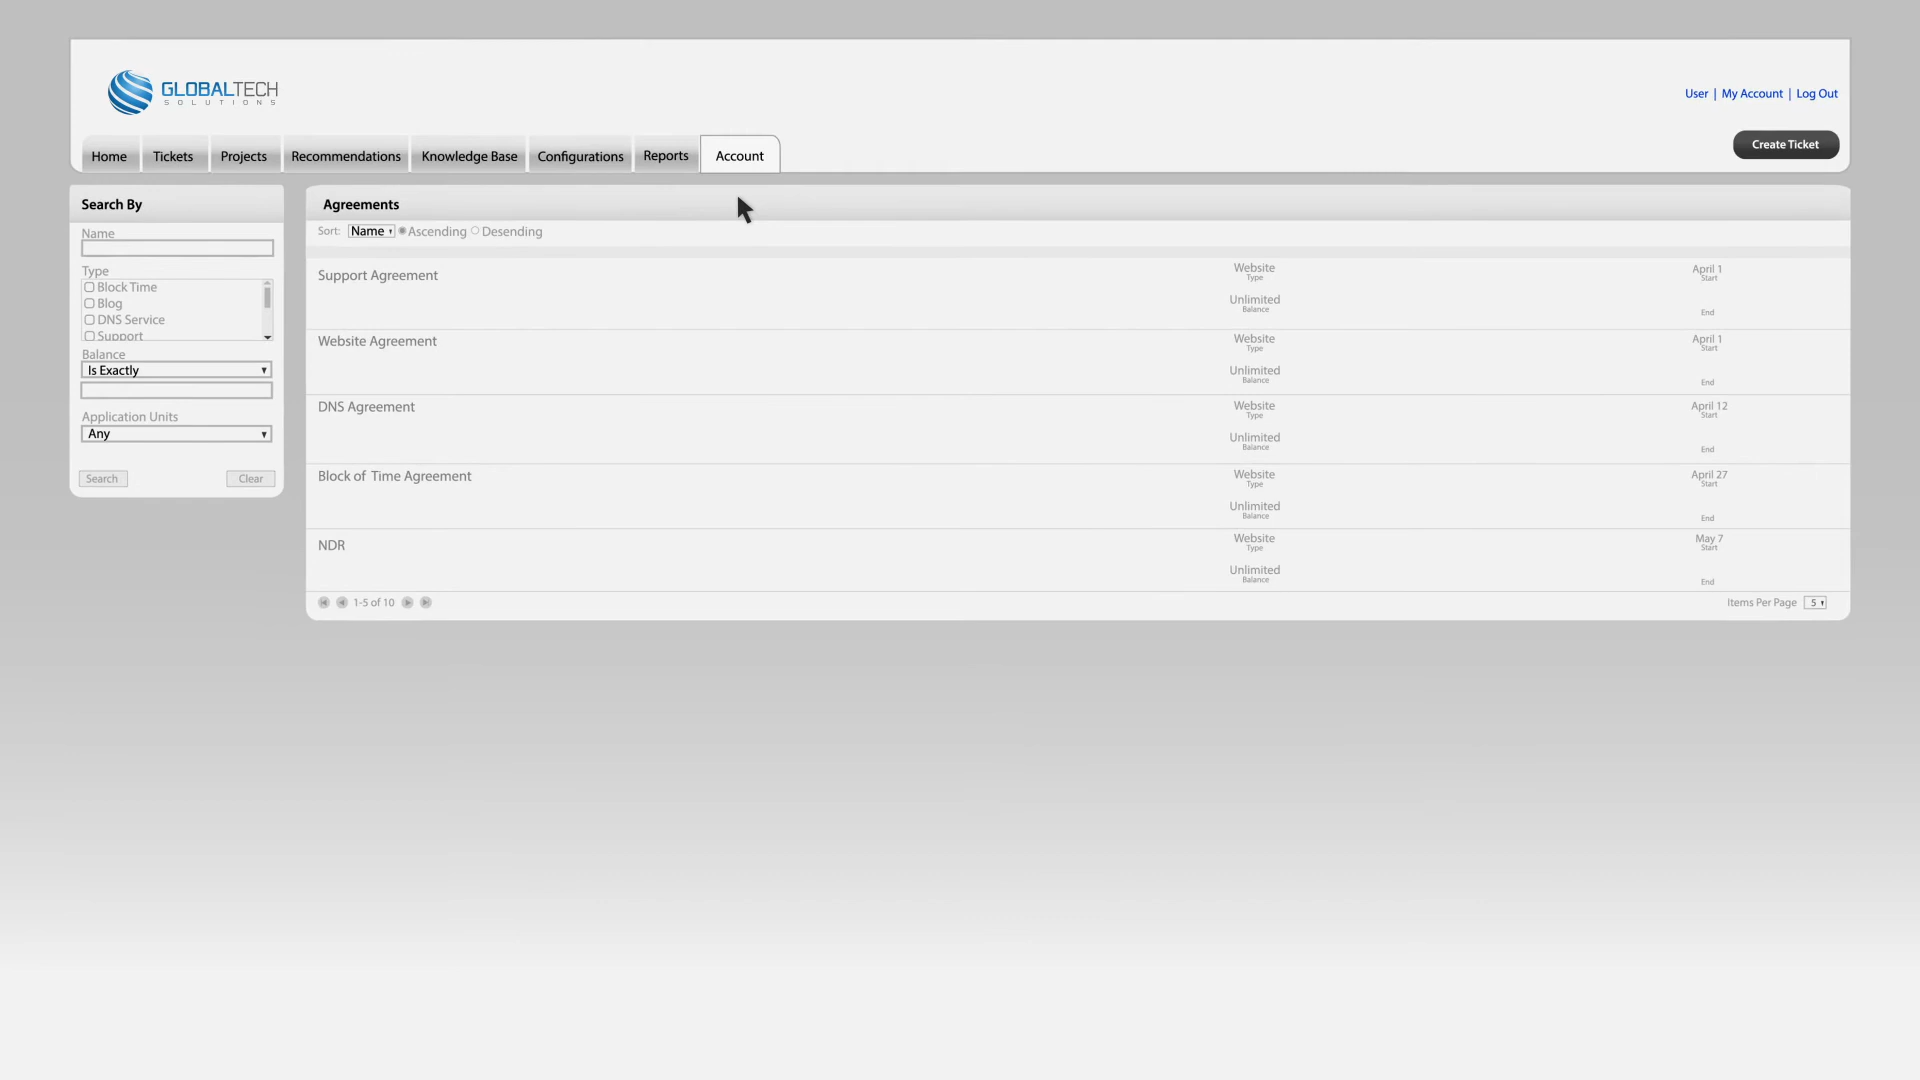 GLOBALTECH
SOLUTIONS
User | My Account | Log Out
Home Tickets Projects Recommendations Knowledge Base Configurations Reports Account
Create Ticket
Search By
Name
Type
Block Time
Blog
DNS Service
Support
Balance
Is Exactly
Application Units
Any
Search Clear
Agreements
Sort: Name Ascending Desending
Support Agreement
Website
Type
Unlimited
Balance
April 1
Start
End
Website Agreement
Website
Type
Unlimited
Balance
April 1
Start
End
DNS Agreement
Website
Type
Unlimited
Balance
April 12
Start
End
Block of Time Agreement
Website
Type
Unlimited
Balance
April 27
Start
End
NDR
Website
Type
Unlimited
Balance
May 7
Start
End
1-5 of 10
Items Per Page 5